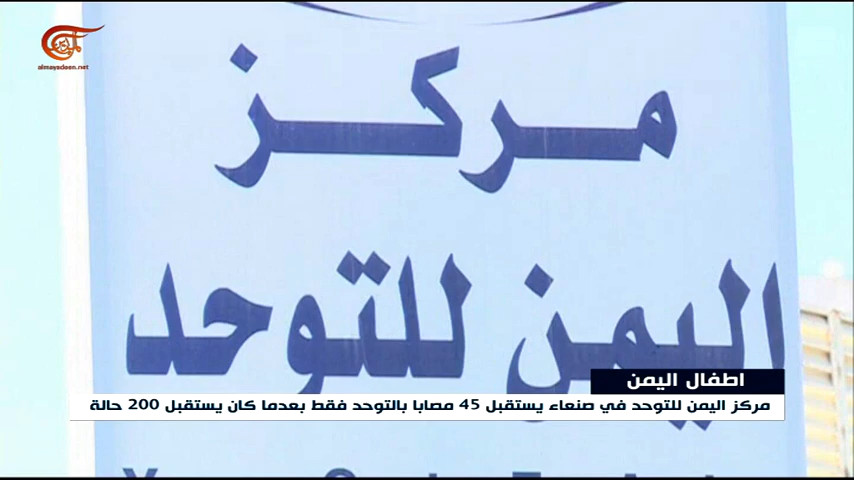 الميادين
almayadeen.net
مركز
اليمن للتوحد
اطفال اليمن
مركز اليمن للتوحد في صنعاء يستقبل 45 مصابا بالتوحد فقط بعدما كان يستقبل 200 حالة